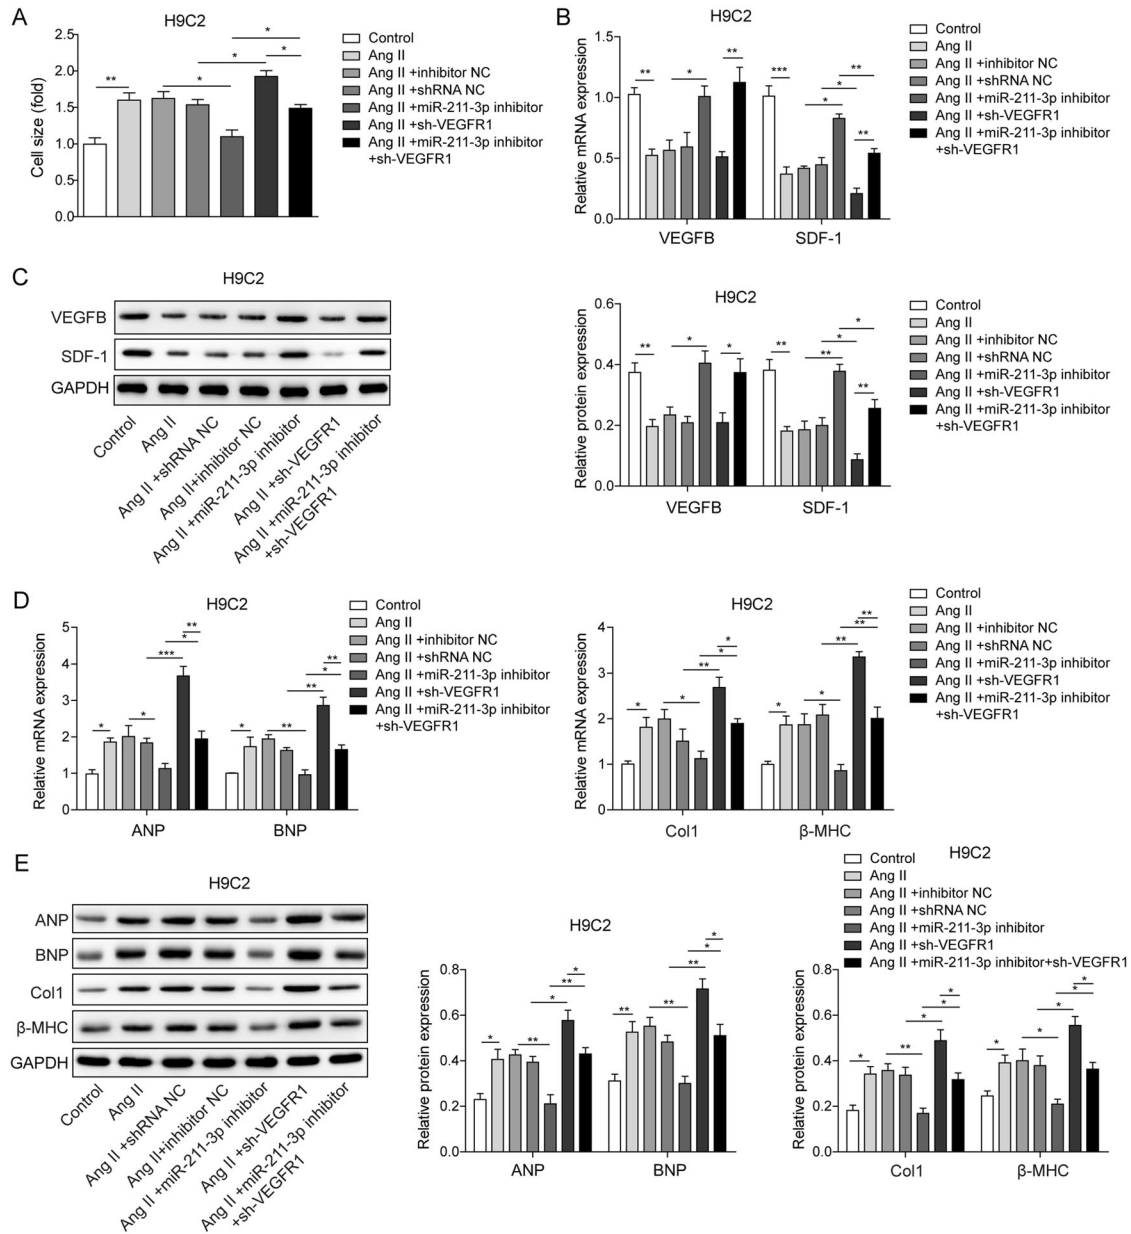 A
H9C2
Cell size (fold)
2.5
2.0
1.5
1.0
0.5
0.0
**
*
*
*
*
Control
Ang II
Ang II +inhibitor NC
Ang II +shRNA NC
Ang II +miR-211-3p inhibitor
Ang II +sh-VEGFR1
Ang II +miR-211-3p inhibitor
+sh-VEGFR1
B
H9C2
Relative mRNA expression
1.5
1.0
0.5
0.0
**
*
**
***
*
*
**
**
VEGFB
SDF-1
Control
Ang II
Ang II +inhibitor NC
Ang II +shRNA NC
Ang II +miR-211-3p inhibitor
Ang II +sh-VEGFR1
Ang II +miR-211-3p inhibitor
+sh-VEGFR1
C
H9C2
VEGFB
SDF-1
GAPDH
Control
Ang II
Ang II +shRNA NC
Ang II+inhibitor NC
Ang II +miR-211-3p inhibitor
Ang II +sh-VEGFR1
Ang II +miR-211-3p inhibitor
+sh-VEGFR1
H9C2
Relative protein expression
0.6
0.4
0.2
0.0
**
*
*
**
**
*
*
**
VEGFB
SDF-1
Control
Ang II
Ang II +inhibitor NC
Ang II +shRNA NC
Ang II +miR-211-3p inhibitor
Ang II +sh-VEGFR1
Ang II +miR-211-3p inhibitor
+sh-VEGFR1
D
H9C2
Relative mRNA expression
5
4
3
2
1
0
*
*
***
*
**
*
**
**
*
**
ANP
BNP
Control
Ang II
Ang II +inhibitor NC
Ang II +shRNA NC
Ang II +miR-211-3p inhibitor
Ang II +sh-VEGFR1
Ang II +miR-211-3p inhibitor
+sh-VEGFR1
H9C2
Relative mRNA expression
4
3
2
1
0
*
*
**
*
*
*
*
**
**
**
Col1
β-MHC
Control
Ang II
Ang II +inhibitor NC
Ang II +shRNA NC
Ang II +miR-211-3p inhibitor
Ang II +sh-VEGFR1
Ang II +miR-211-3p inhibitor
+sh-VEGFR1
E
H9C2
ANP
BNP
Col1
β-MHC
GAPDH
Control
Ang II
Ang II +shRNA NC
Ang II+inhibitor NC
Ang II +miR-211-3p inhibitor
Ang II +sh-VEGFR1
Ang II +miR-211-3p inhibitor
+sh-VEGFR1
H9C2
Relative protein expression
0.8
0.6
0.4
0.2
0.0
*
**
*
**
*
**
**
**
*
*
ANP
BNP
Control
Ang II
Ang II +inhibitor NC
Ang II +shRNA NC
Ang II +miR-211-3p inhibitor
Ang II +sh-VEGFR1
Ang II +miR-211-3p inhibitor+sh-VEGFR1
H9C2
Relative protein expression
0.8
0.6
0.4
0.2
0.0
*
**
*
*
*
*
*
*
*
*
Col1
β-MHC